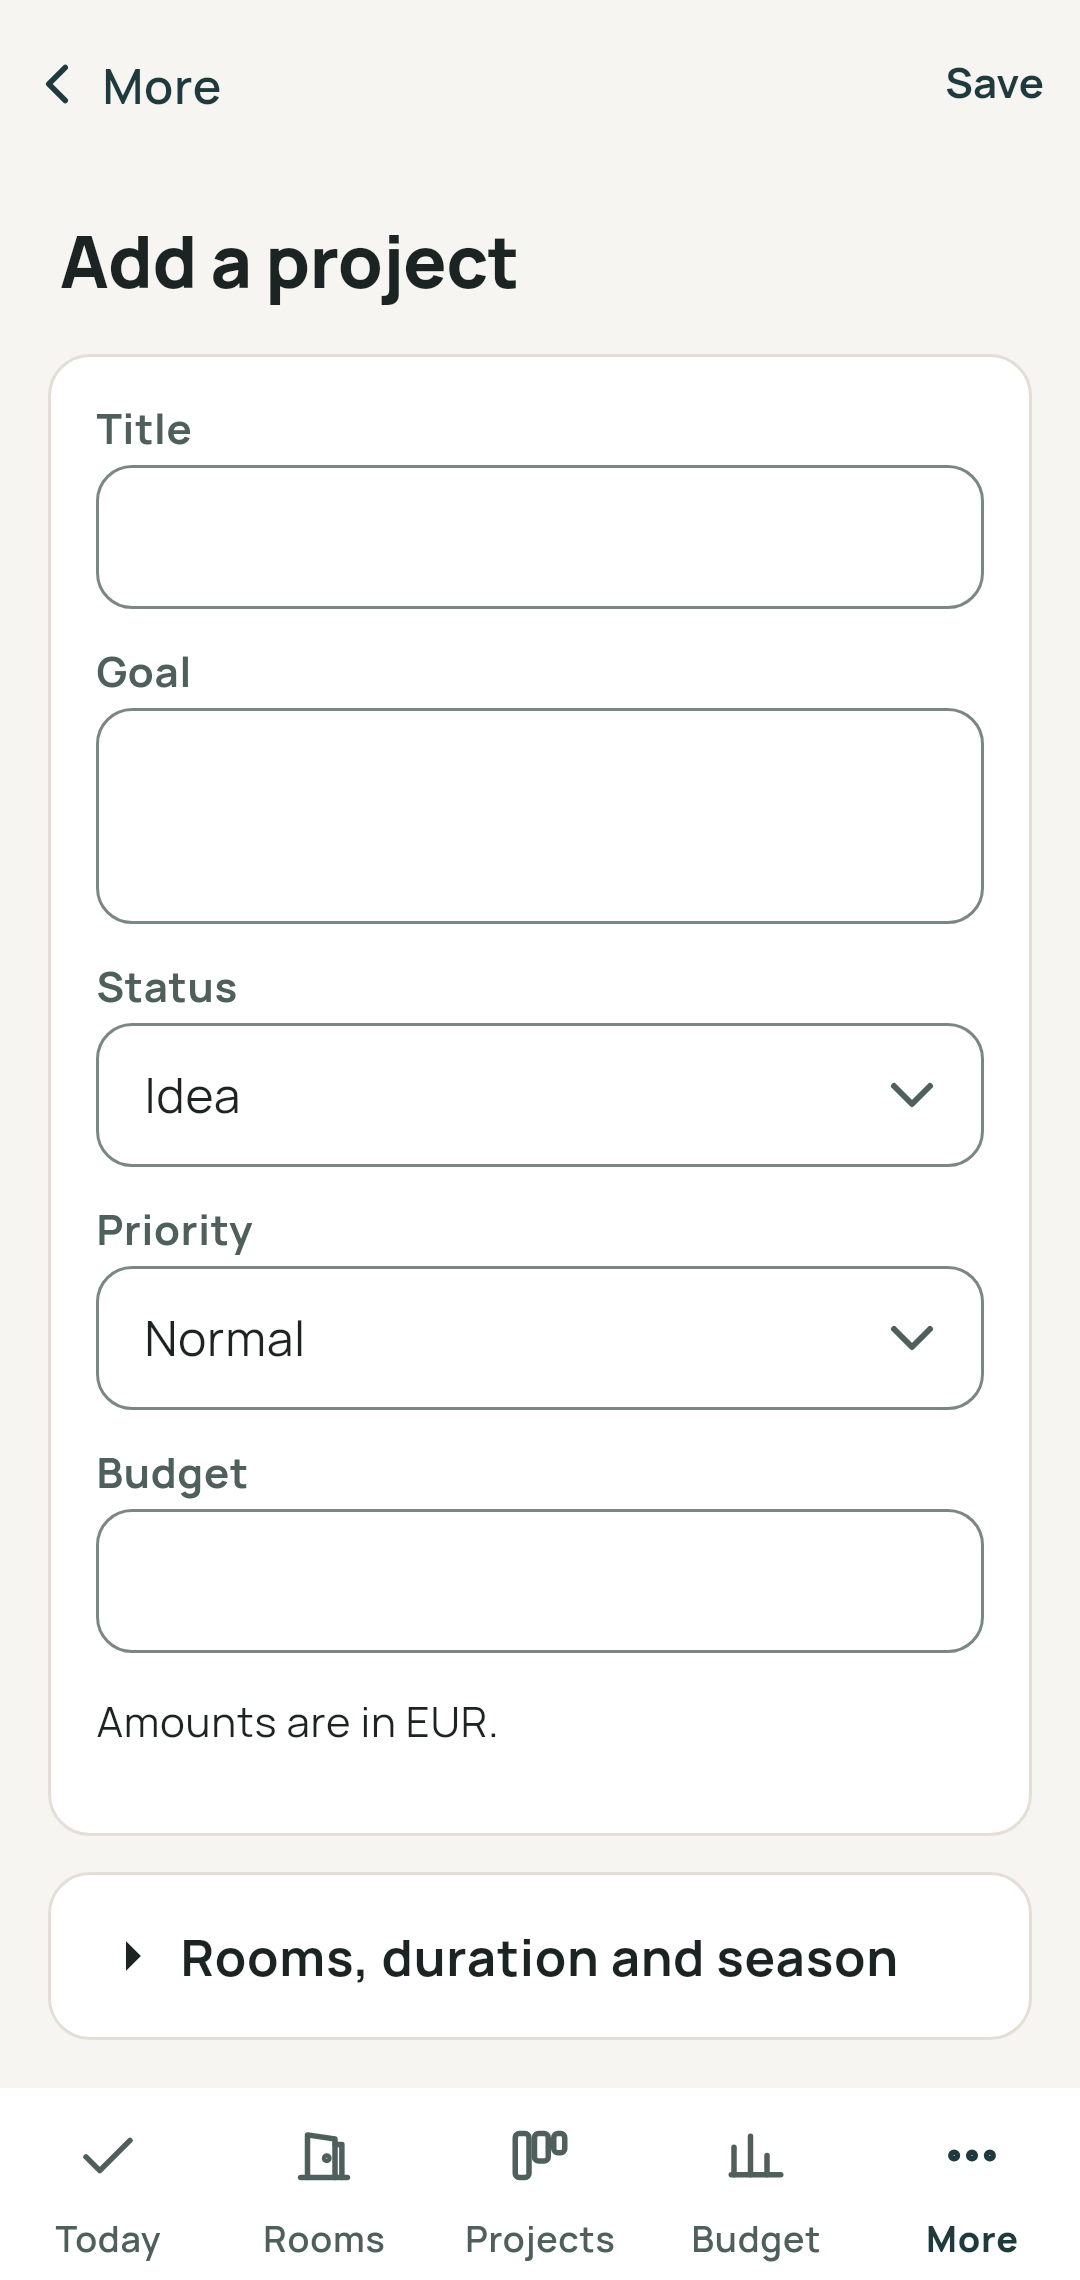 More
Save
Add a project
Title
Goal
Status
Idea
Priority
Normal
Budget
Amounts are in EUR.
Rooms, duration and season
Today
Rooms
Projects
Budget
More